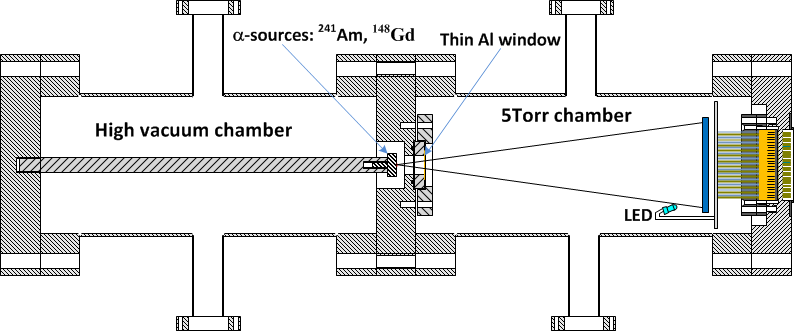 α-sources: ²⁴¹Am, ¹⁴⁸Gd
Thin Al window
High vacuum chamber
5Torr chamber
LED